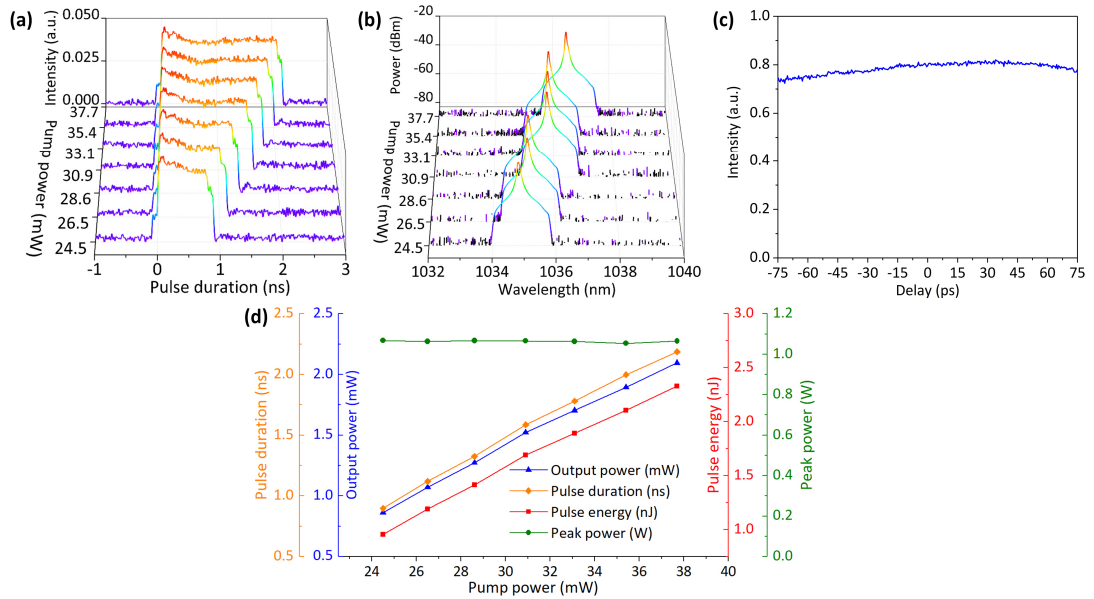 (a)
Intensity (a.u.)
0.050
0.025
0.000
37.7
35.4
33.1
30.9
28.6
26.5
24.5
Pump power (mW)
-1 0 1 2 3
Pulse duration (ns)
(b)
Power (dBm)
-20
-40
-60
-80
37.7
35.4
33.1
30.9
28.6
26.5
24.5
Pump power (mW)
1032 1034 1036 1038 1040
Wavelength (nm)
(c)
Intensity (a.u.)
1.0
0.8
0.6
0.4
0.2
0.0
-75 -60 -45 -30 -15 0 15 30 45 60 75
Delay (ps)
(d)
Pulse duration (ns)
2.5
2.0
1.5
1.0
0.5
Output power (mW)
2.5
2.0
1.5
1.0
0.5
Output power (mW)
Pulse duration (ns)
Pulse energy (nJ)
Peak power (W)
24 26 28 30 32 34 36 38 40
Pump power (mW)
Pulse energy (nJ)
3.0
2.5
2.0
1.5
1.0
Peak power (W)
1.2
1.0
0.8
0.6
0.4
0.2
0.0